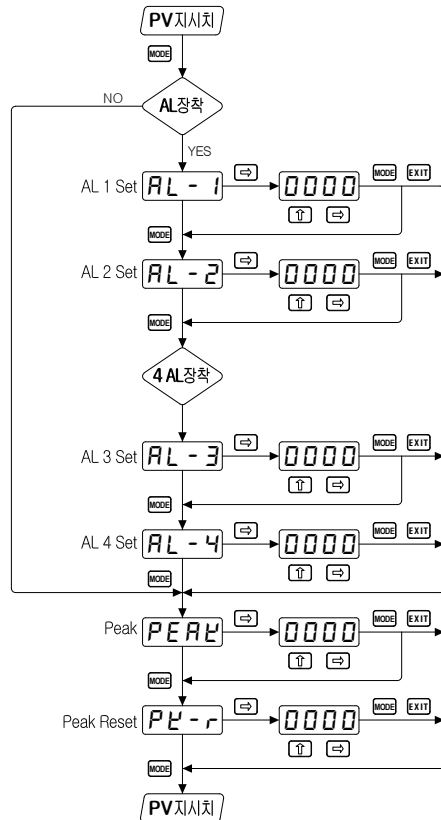 PV지시치
MODE
NO
AL장착
YES
AL 1 Set AL-1 ⇨ 0000 MODE EXIT
⇧ ⇨
MODE
AL 2 Set AL-2 ⇨ 0000 MODE EXIT
⇧ ⇨
MODE
4 AL장착
AL 3 Set AL-3 ⇨ 0000 MODE EXIT
⇧ ⇨
MODE
AL 4 Set AL-4 ⇨ 0000 MODE EXIT
⇧ ⇨
MODE
Peak PEAK ⇨ 0000 MODE EXIT
⇧ ⇨
MODE
Peak Reset PK-r ⇨ 0000 MODE EXIT
⇧ ⇨
MODE
PV지시치